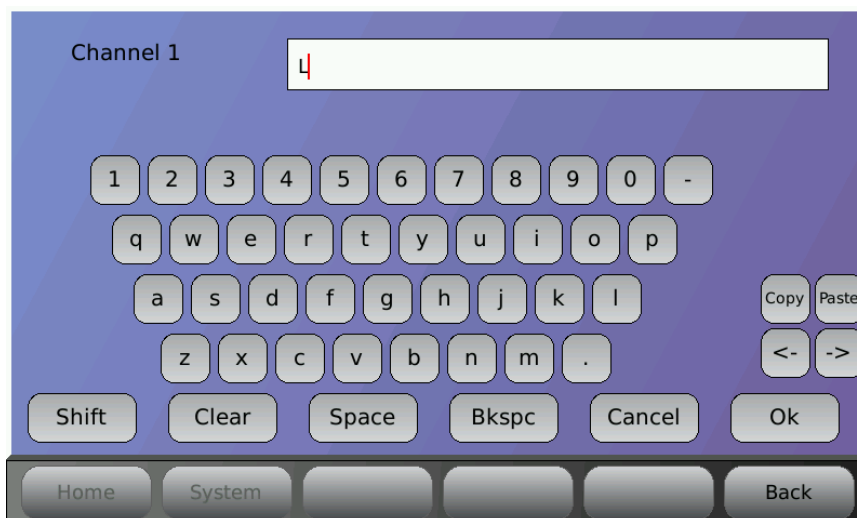 Channel 1
L
1 2 3 4 5 6 7 8 9 0 -
q w e r t y u i o p
a s d f g h j k l Copy Paste
z x c v b n m . <- ->
Shift Clear Space Bkspc Cancel Ok
Home System Back